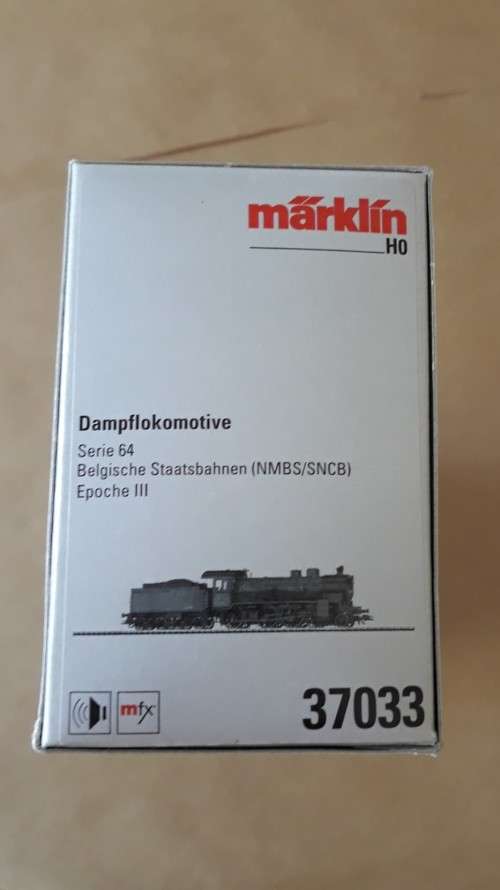 märklin
H0
Dampflokomotive
Serie 64
Belgische Staatsbahnen (NMBS/SNCB)
Epoche III
mfx
37033